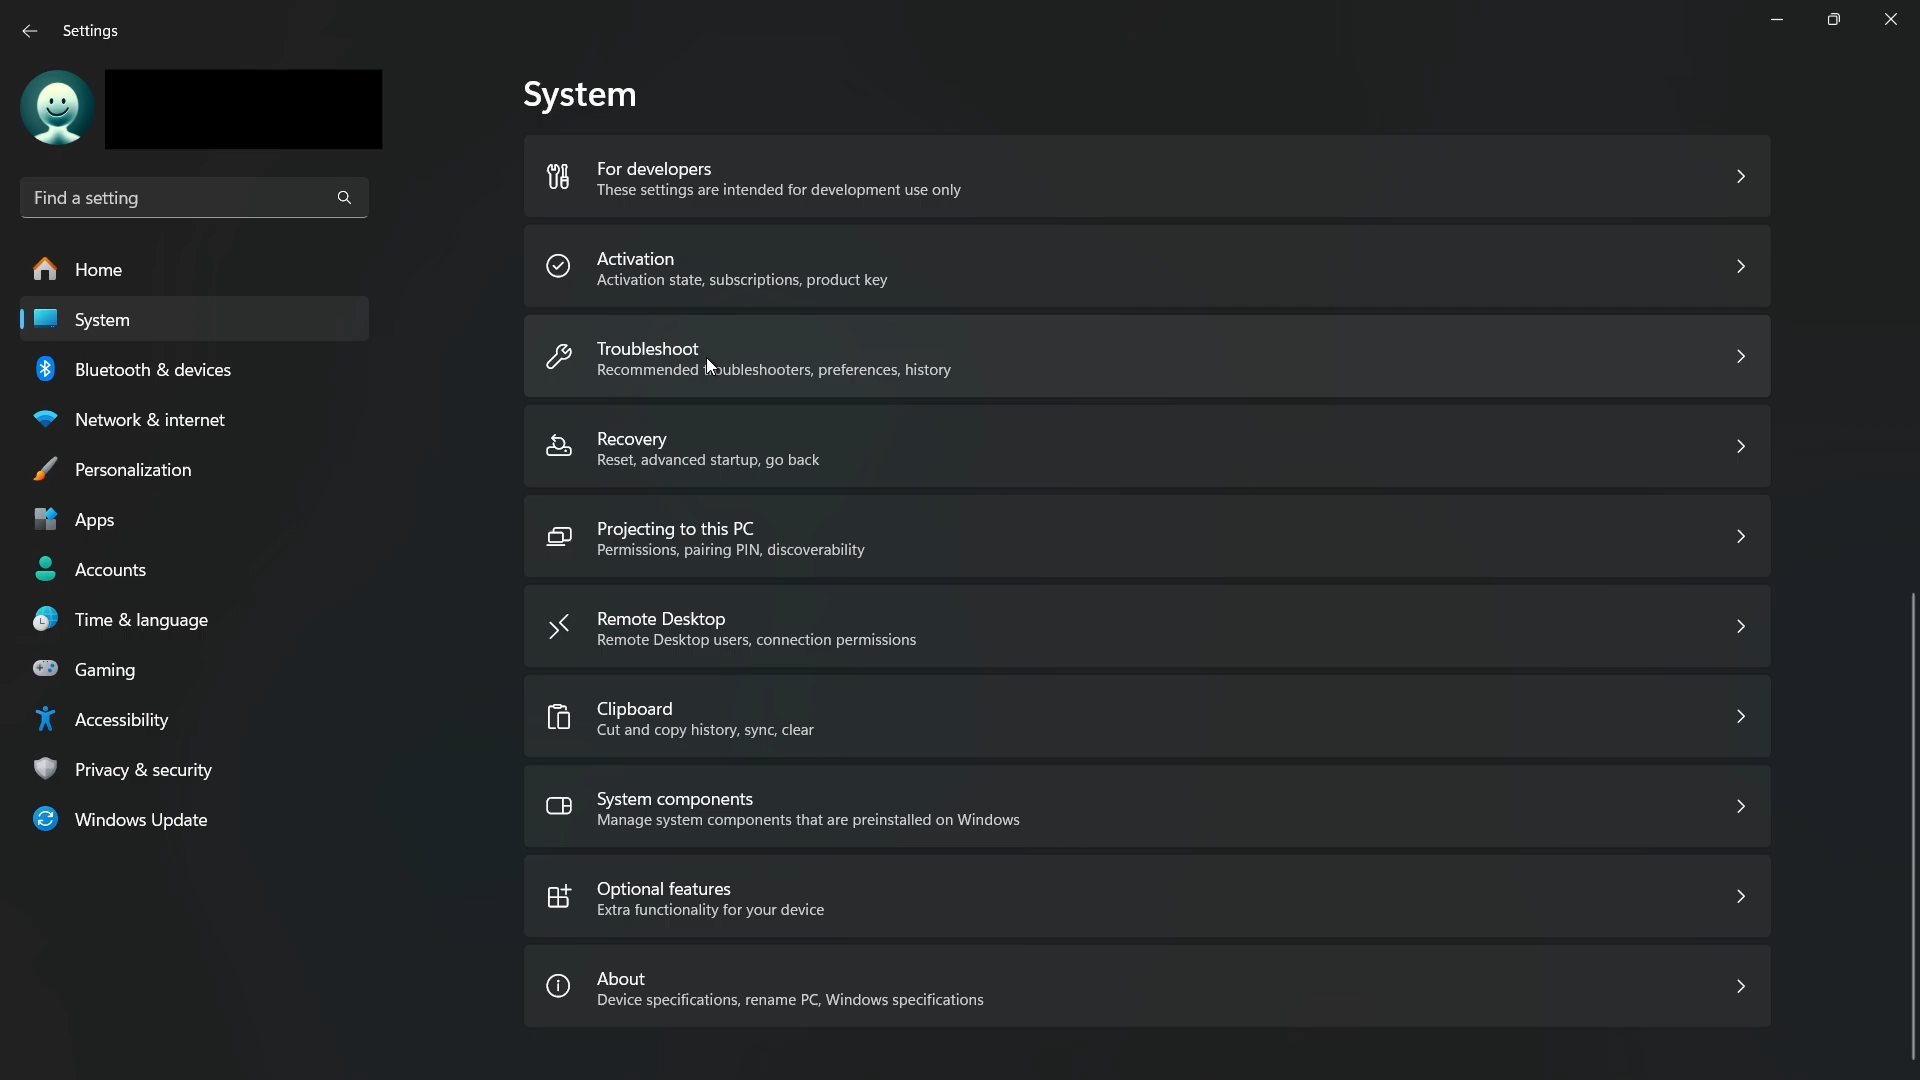 Settings
Find a setting
Home
System
Bluetooth & devices
Network & internet
Personalization
Apps
Accounts
Time & language
Gaming
Accessibility
Privacy & security
Windows Update
System
For developers
These settings are intended for development use only
Activation
Activation state, subscriptions, product key
Troubleshoot
Recommended troubleshooters, preferences, history
Recovery
Reset, advanced startup, go back
Projecting to this PC
Permissions, pairing PIN, discoverability
Remote Desktop
Remote Desktop users, connection permissions
Clipboard
Cut and copy history, sync, clear
System components
Manage system components that are preinstalled on Windows
Optional features
Extra functionality for your device
About
Device specifications, rename PC, Windows specifications